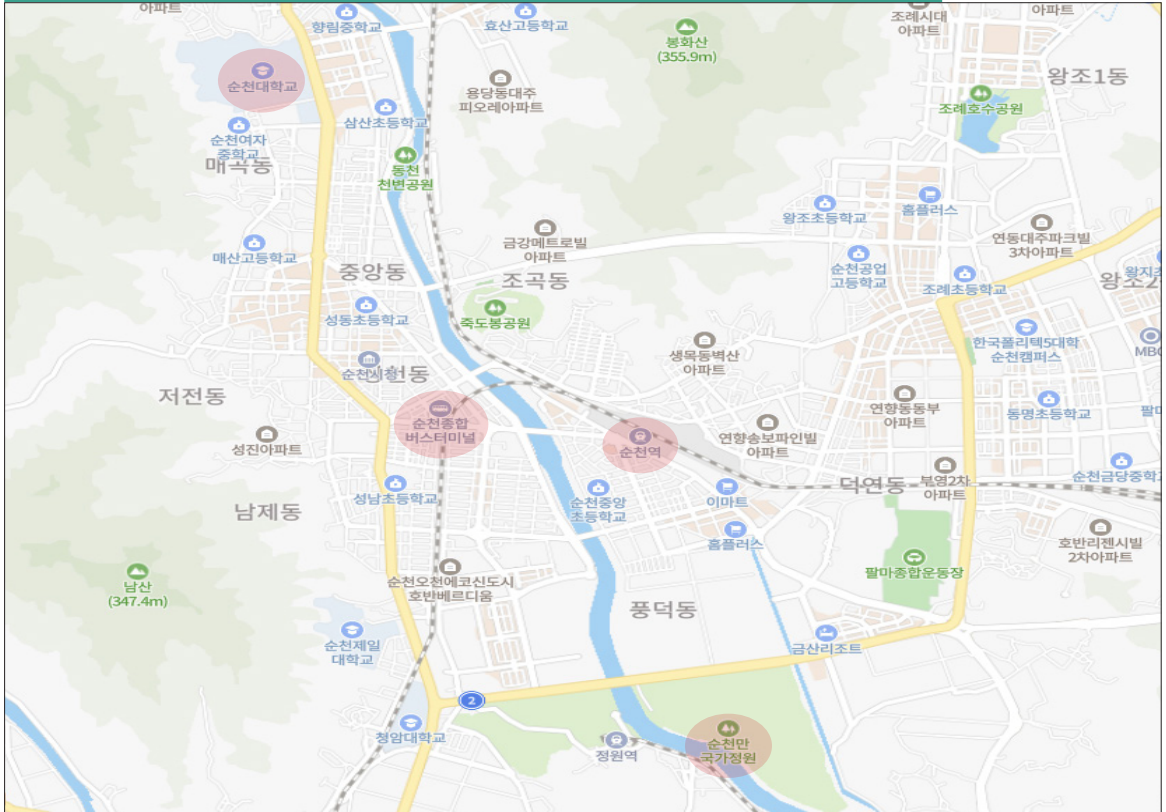 아파트
향림중학교
효산고등학교
봉화산
(355.9m)
조례시대
아파트
아파트
왕조1동
순천대학교
용당동대주
피오레아파트
조례호수공원
삼산초등학교
순천여자
중학교
매곡동
동천
천변공원
왕조초등학교
홈플러스
금강메트로빌
아파트
연동대주파크빌
3차아파트
매산고등학교
중앙동
조곡동
순천공업
고등학교
조례초등학교
왕지초
왕조2
성동초등학교
죽도봉공원
한국폴리텍5대학
순천캠퍼스
MBC
생목동벽산
아파트
순천시청
저전동
순천종합
버스터미널
순천역
연향송보파인빌
아파트
연향동동부
아파트
동명초등학교
팔마
성진아파트
성남초등학교
남제동
순천중앙
초등학교
이마트
홈플러스
덕연동
부영2차
아파트
순천금당중학교
호반리젠시빌
2차아파트
남산
(347.4m)
순천오천에코신도시
호반베르디움
팔마종합운동장
풍덕동
순천제일
대학교
금산리조트
2
청암대학교
정원역
순천만
국가정원